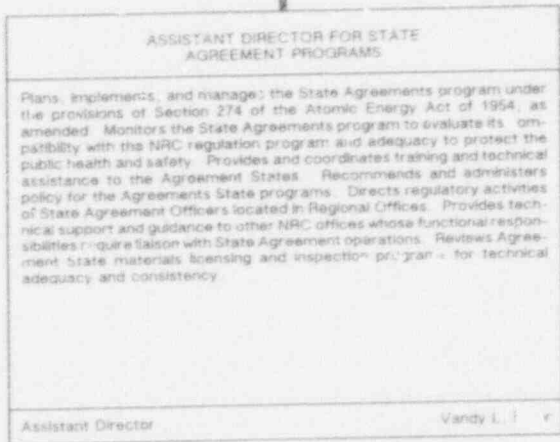 ASSISTANT DIRECTOR FOR STATE
AGREEMENT PROGRAMS
Plans, implements, and manages the State Agreements program under
the provisions of Section 274 of the Atomic Energy Act of 1954, as
amended. Monitors the State Agreements program to evaluate its om-
patibility with the NRC regulation program and adequacy to protect the
public health and safety. Provides and coordinates training and technical
assistance to the Agreement States. Recommends and administers
policy for the Agreements State programs. Directs regulatory activities
of State Agreement Officers located in Regional Offices. Provides tech-
nical support and guidance to other NRC offices whose functional respon-
sibilities require liaison with State Agreement operations. Reviews Agree-
ment State materials licensing and inspection programs for technical
adequacy and consistency.
Assistant Director Vandy L.